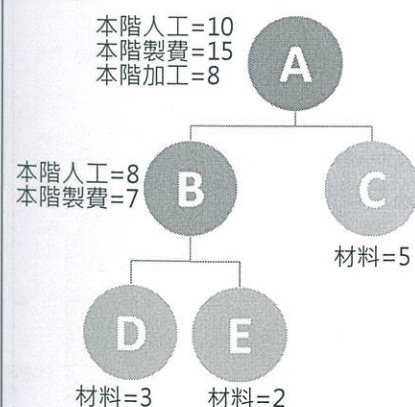 本階人工=10
本階製費=15
本階加工=8
A
本階人工=8
本階製費=7
B
C
材料=5
D
E
材料=3
材料=2